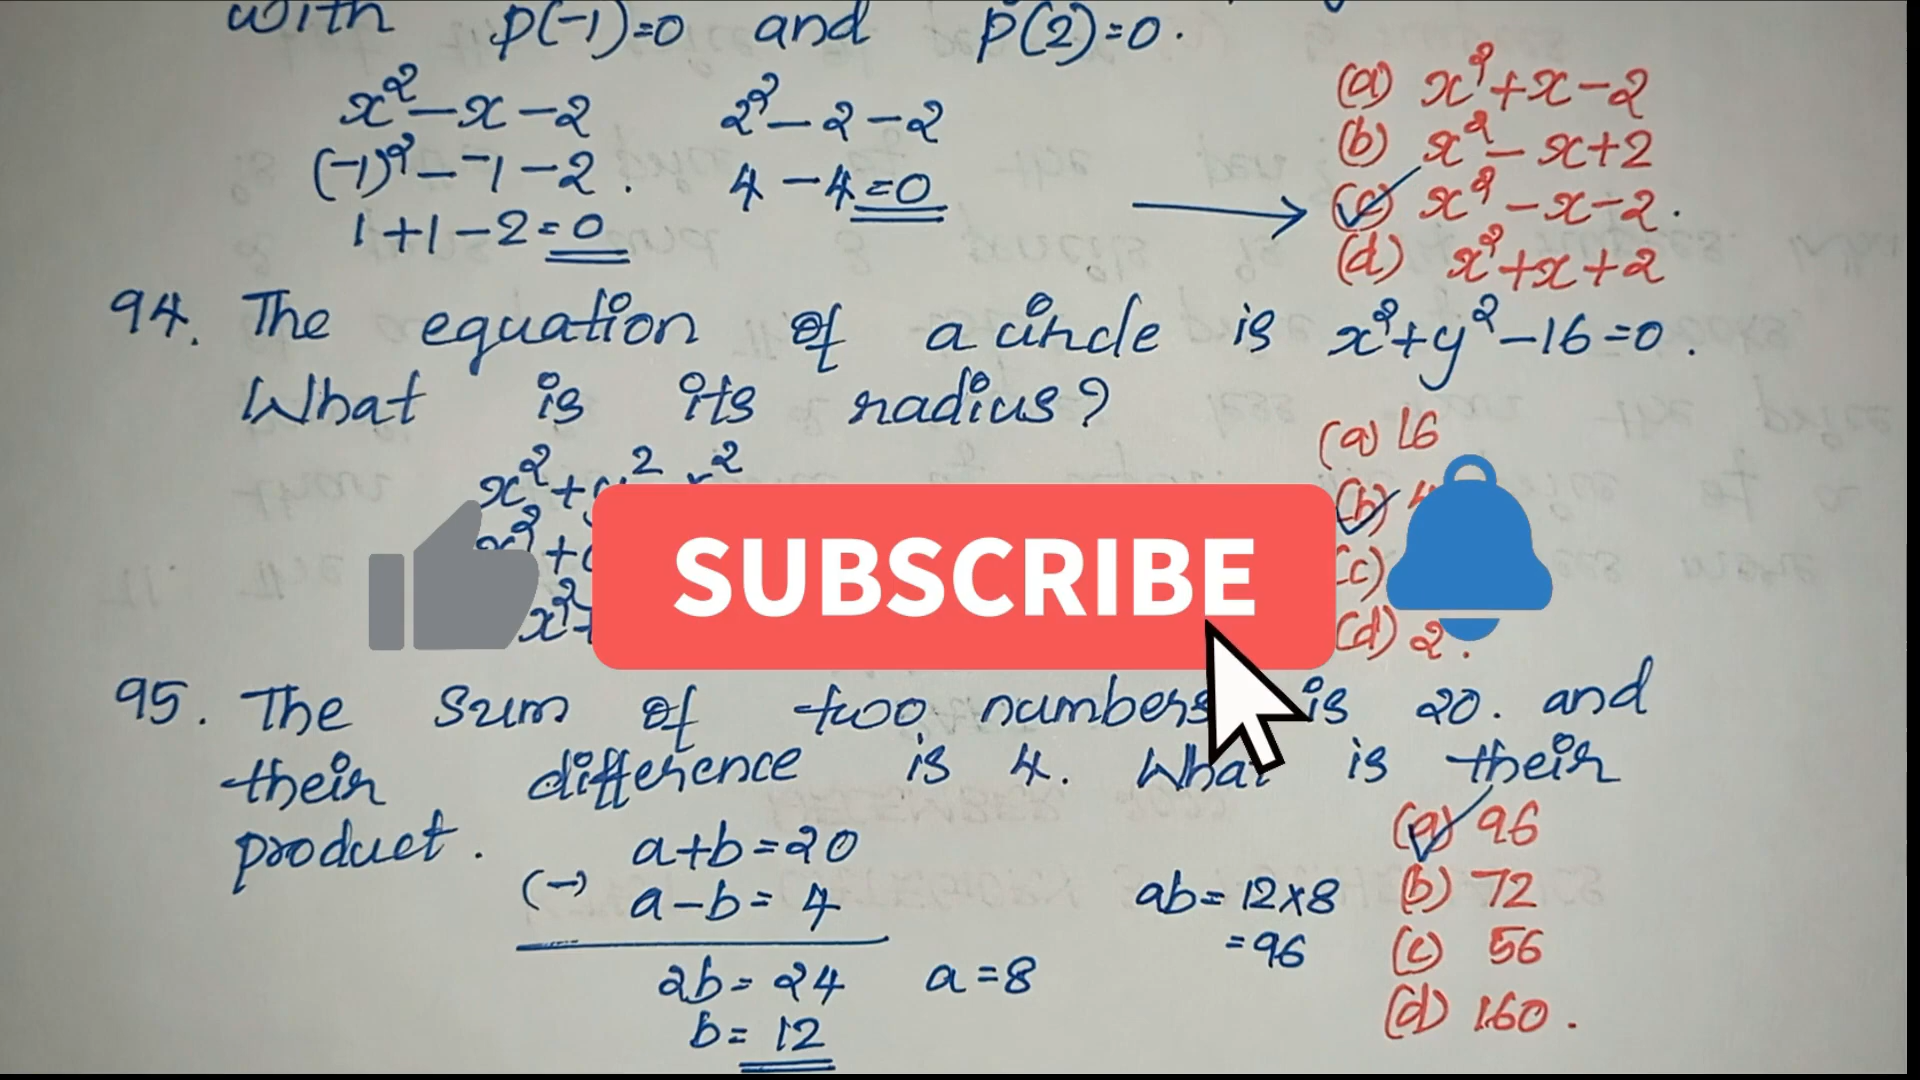 with p(-1)=0 and p(2)=0.
x²-x-2 2²-2-2 (a) x²+x-2
(-1)²- -1-2. 4-4=0 (b) x²-x+2
1+1-2=0 (c) x²-x-2.
(d) x²+x+2
94. The equation of a circle is x²+y²-16=0.
What is its radius?
(a) 16
x²+y² r² (b) 4
SUBSCRIBE
(c)
(d) 2.
95. The sum of two numbers is 20. and
their difference is 4. What is their
product. a+b=20 (a) 96
(-) a-b=4 ab=12×8 (b) 72
=96 (c) 56
2b=24 a=8
b=12 (d) 160.